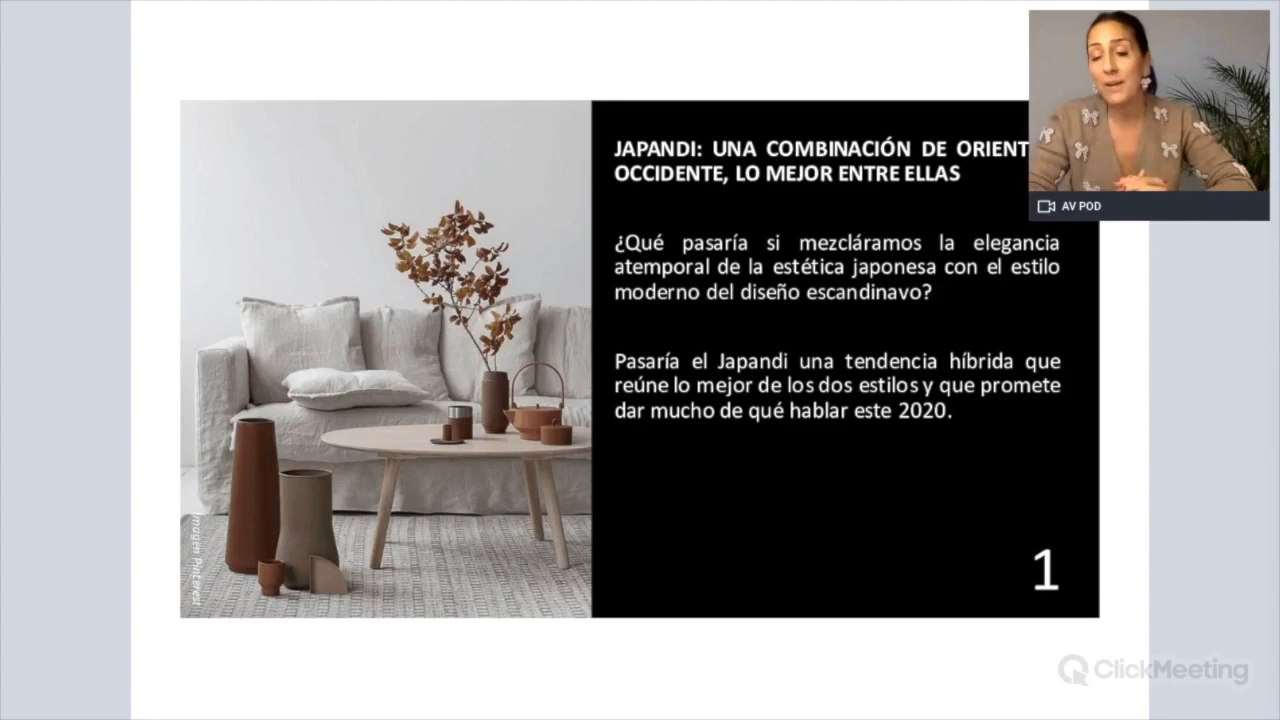 JAPANDI: UNA COMBINACIÓN DE ORIENT
OCCIDENTE, LO MEJOR ENTRE ELLAS
¿Qué pasaría si mezcláramos la elegancia
atemporal de la estética japonesa con el estilo
moderno del diseño escandinavo?
Pasaría el Japandi una tendencia híbrida que
reúne lo mejor de los dos estilos y que promete
dar mucho de qué hablar este 2020.
1
Imagen Pinterest
AV POD
ClickMeeting